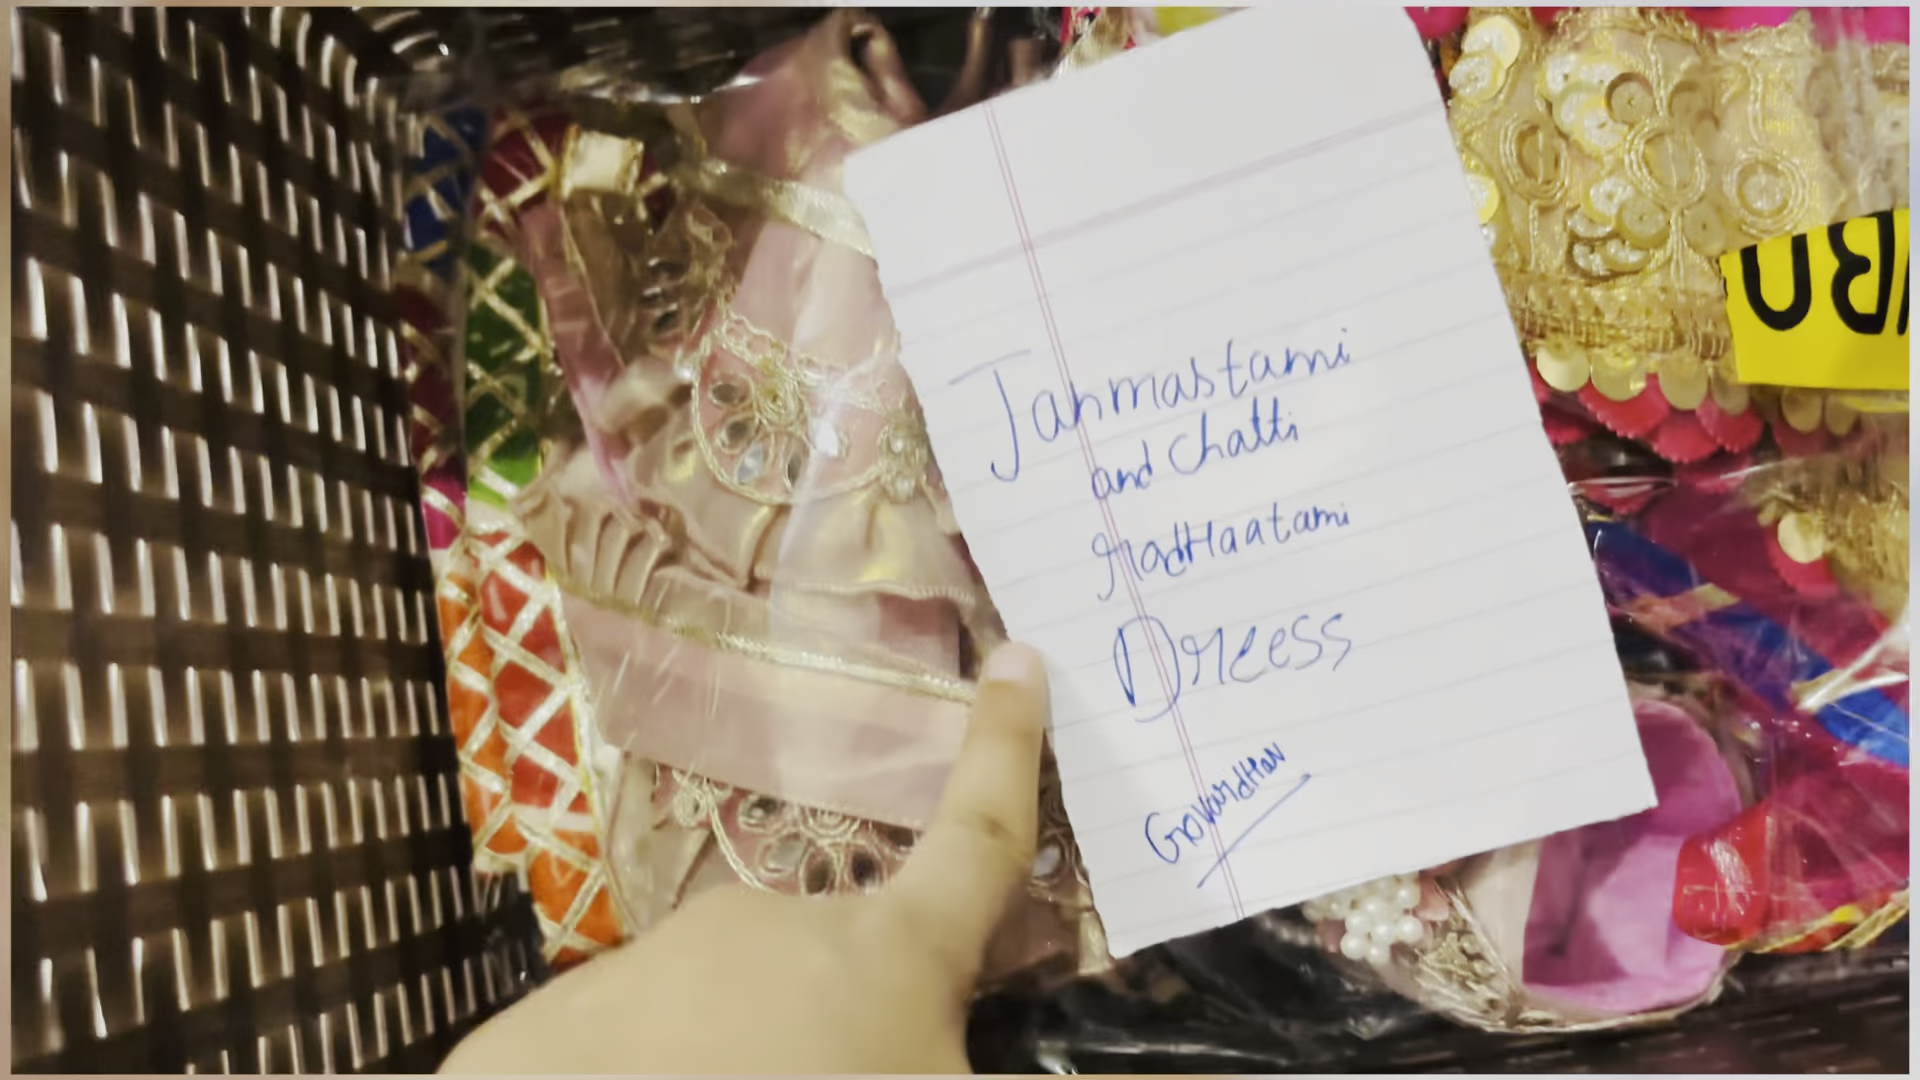 Janmastami
and Chatti
RadHaatami
Dreess
GovardHan